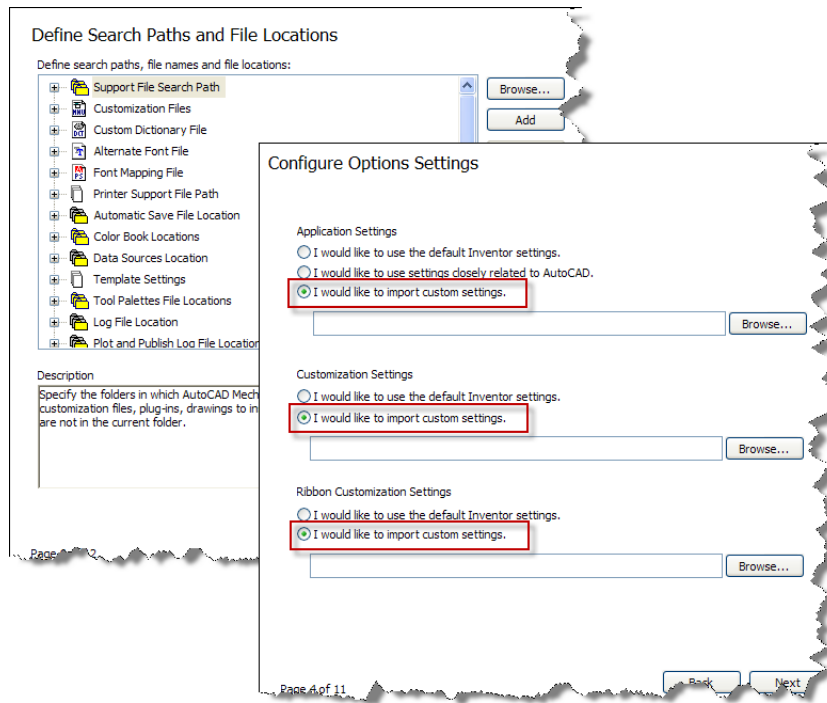 Define Search Paths and File Locations
Define search paths, file names and file locations:
Support File Search Path
Customization Files
Custom Dictionary File
Alternate Font File
Font Mapping File
Printer Support File Path
Automatic Save File Location
Color Book Locations
Data Sources Location
Template Settings
Tool Palettes File Locations
Log File Location
Plot and Publish Log File Location
Browse...
Add
Description
Specify the folders in which AutoCAD Mech
customization files, plug-ins, drawings to in
are not in the current folder.
Page
Configure Options Settings
Application Settings
I would like to use the default Inventor settings.
I would like to use settings closely related to AutoCAD.
I would like to import custom settings.
Browse...
Customization Settings
I would like to use the default Inventor settings.
I would like to import custom settings.
Browse...
Ribbon Customization Settings
I would like to use the default Inventor settings.
I would like to import custom settings.
Browse...
Page 4 of 11
Back
Next